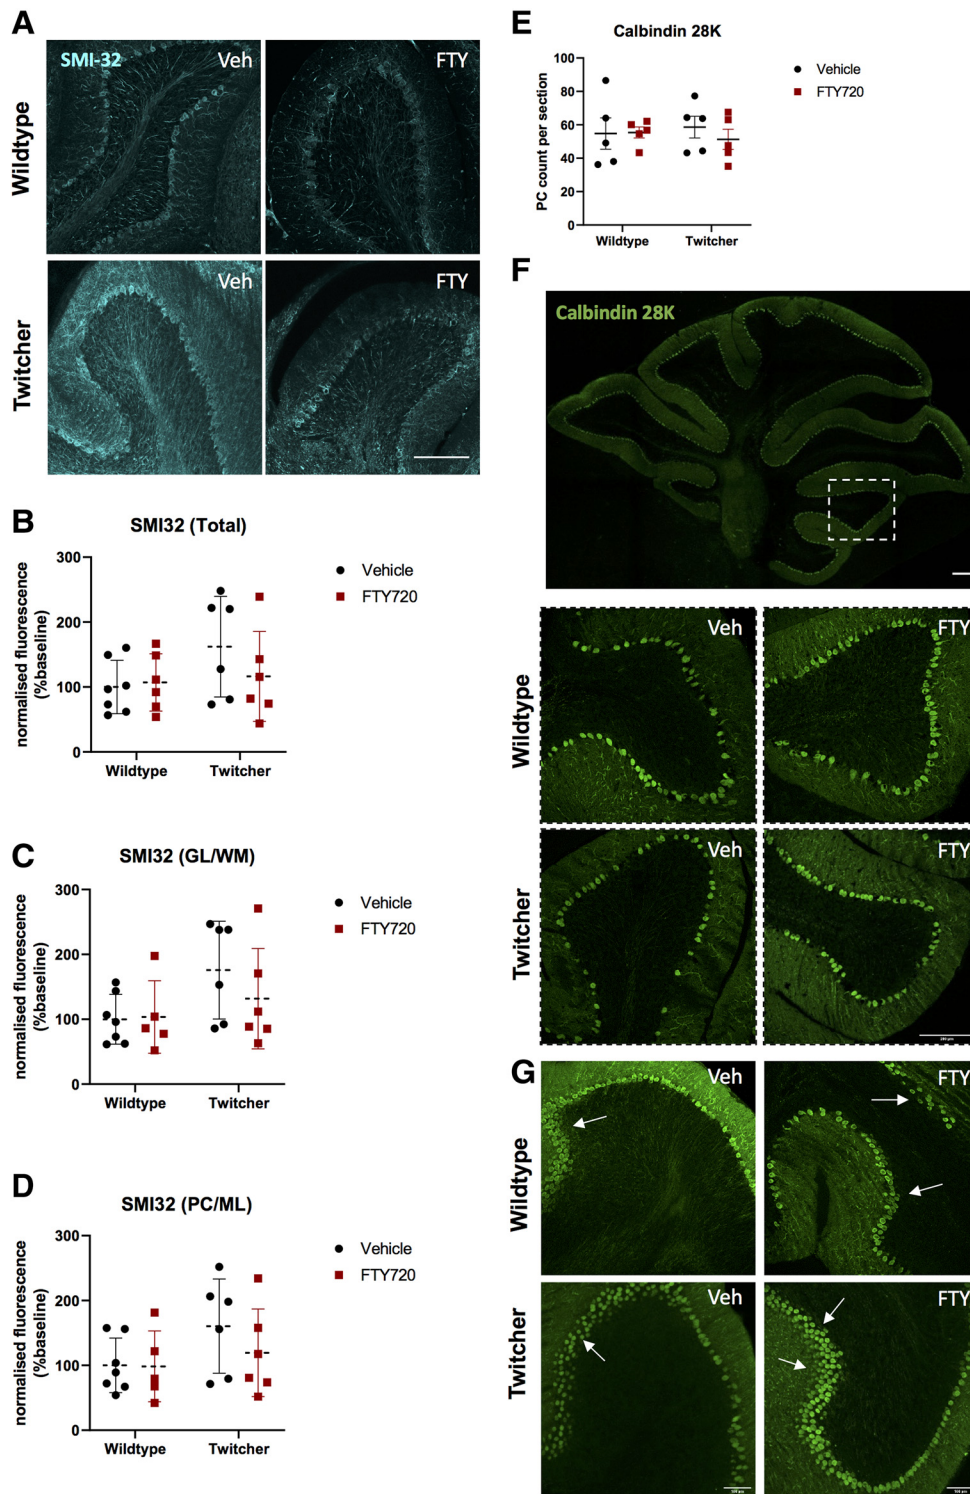 A
SMI-32
Veh
FTY
Wildtype
Veh
FTY
Twitcher
B
SMI32 (Total)
normalised fluorescence
(%baseline)
300
200
100
0
Wildtype
Twitcher
Vehicle
FTY720
C
SMI32 (GL/WM)
normalised fluorescence
(%baseline)
300
200
100
0
Wildtype
Twitcher
Vehicle
FTY720
D
SMI32 (PC/ML)
normalised fluorescence
(%baseline)
300
200
100
0
Wildtype
Twitcher
Vehicle
FTY720
E
Calbindin 28K
PC count per section
100
80
60
40
20
0
Wildtype
Twitcher
Vehicle
FTY720
F
Calbindin 28K
Veh
FTY
Wildtype
Veh
FTY
Twitcher
G
Veh
FTY
Wildtype
Veh
FTY
Twitcher